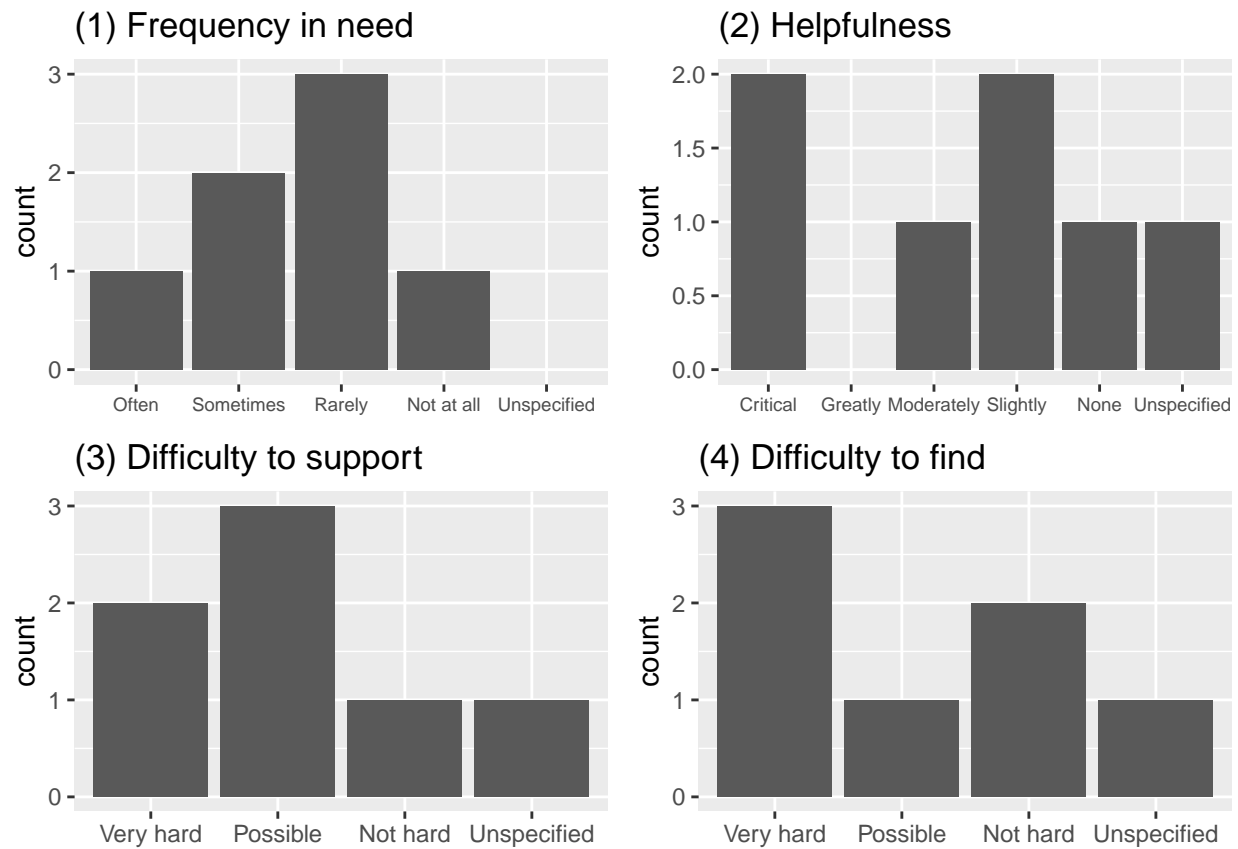 (1) Frequency in need
count
3
2
1
0
Often Sometimes Rarely Not at all Unspecified
(2) Helpfulness
count
2.0
1.5
1.0
0.5
0.0
Critical Greatly Moderately Slightly None Unspecified
(3) Difficulty to support
count
3
2
1
0
Very hard Possible Not hard Unspecified
(4) Difficulty to find
count
3
2
1
0
Very hard Possible Not hard Unspecified